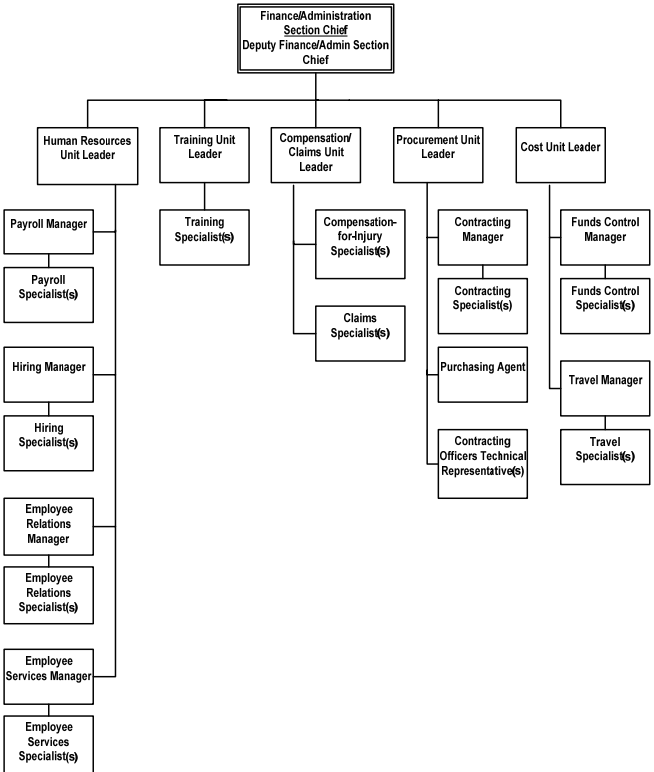 Finance/Administration
Section Chief
Deputy Finance/Admin Section
Chief
Human Resources
Unit Leader
Training Unit
Leader
Compensation/
Claims Unit
Leader
Procurement Unit
Leader
Cost Unit Leader
Payroll Manager
Payroll
Specialist(s)
Hiring Manager
Hiring
Specialist(s)
Employee
Relations
Manager
Employee
Relations
Specialist(s)
Employee
Services Manager
Employee
Services
Specialist(s)
Training
Specialist(s)
Compensation-
for-Injury
Specialist(s)
Claims
Specialist(s)
Contracting
Manager
Contracting
Specialist(s)
Purchasing Agent
Contracting
Officers Technical
Representative(s)
Funds Control
Manager
Funds Control
Specialist(s)
Travel Manager
Travel
Specialist(s)